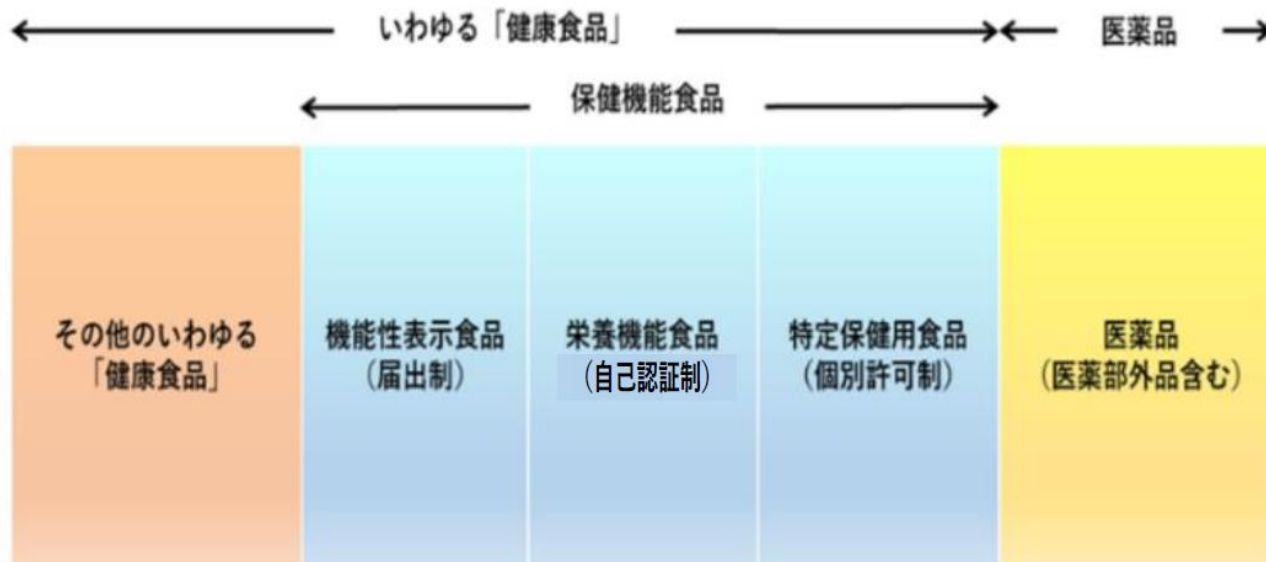 いわゆる「健康食品」
医薬品
保健機能食品
その他のいわゆる
「健康食品」
機能性表示食品
（届出制）
栄養機能食品
（自己認証制）
特定保健用食品
（個別許可制）
医薬品
（医薬部外品含む）